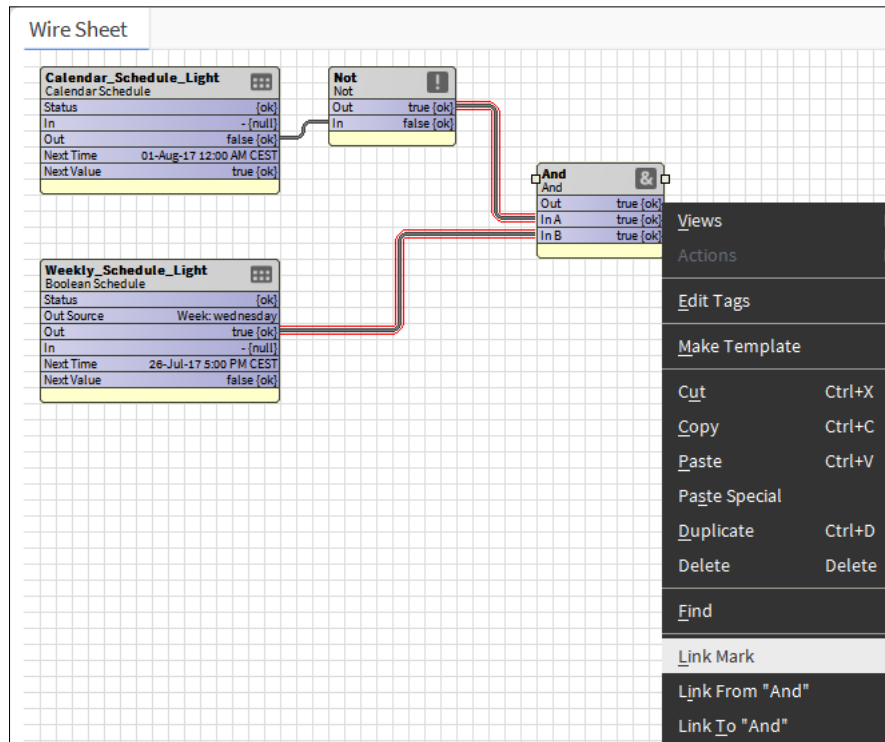 Wire Sheet
Calendar_Schedule_Light
Calendar Schedule
Status {ok}
In - {null}
Out false {ok}
Next Time 01-Aug-17 12:00 AM CEST
Next Value true {ok}
Not
Not
!
Out true {ok}
In false {ok}
And
And
&
Out true {ok}
In A true {ok}
In B true {ok}
Weekly_Schedule_Light
Boolean Schedule
Status {ok}
Out Source Week: wednesday
Out true {ok}
In - {null}
Next Time 26-Jul-17 5:00 PM CEST
Next Value false {ok}
Views
Actions
Edit Tags
Make Template
Cut Ctrl+X
Copy Ctrl+C
Paste Ctrl+V
Paste Special
Duplicate Ctrl+D
Delete Delete
Find
Link Mark
Link From "And"
Link To "And"